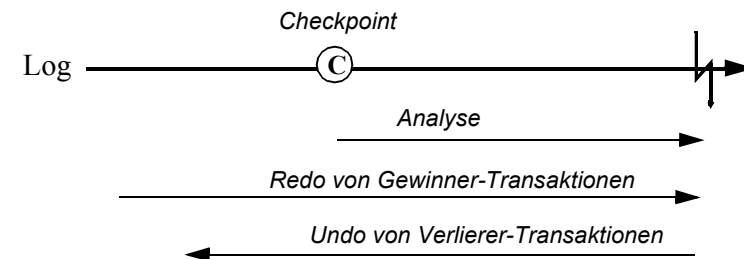 Checkpoint
Log
C
Analyse
Redo von Gewinner-Transaktionen
Undo von Verlierer-Transaktionen